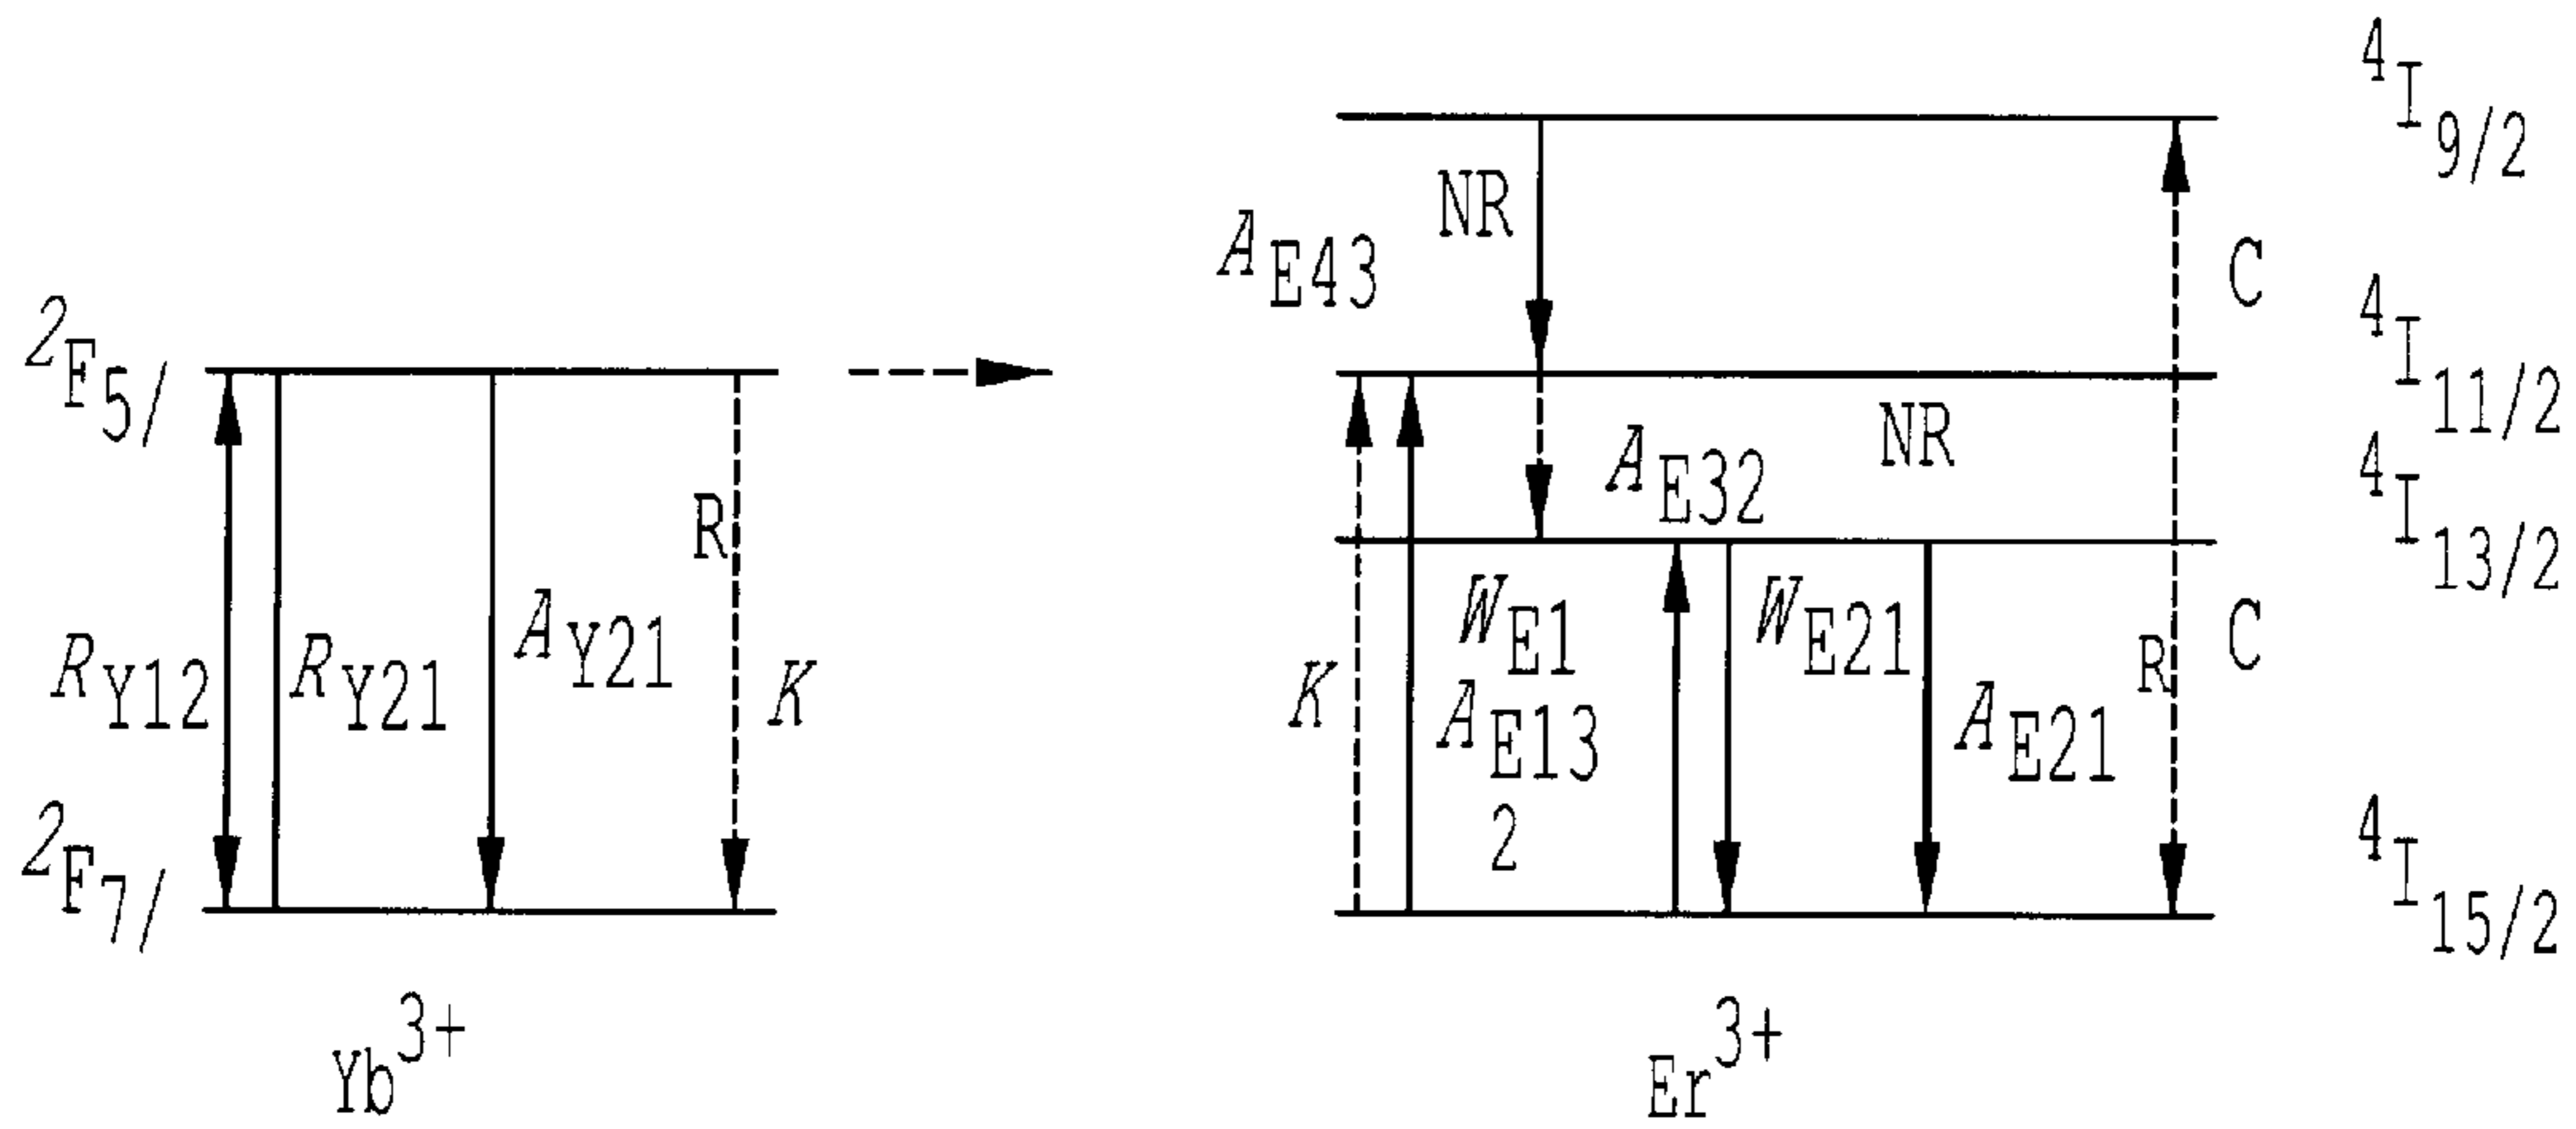 2F5/
2F7/
RY12
RY21
AY21
R
K
Yb3+
AE43
NR
AE32
NR
K
WE1
AE13
2
WE21
AE21
R
C
C
Er3+
4I9/2
4I11/2
4I13/2
4I15/2